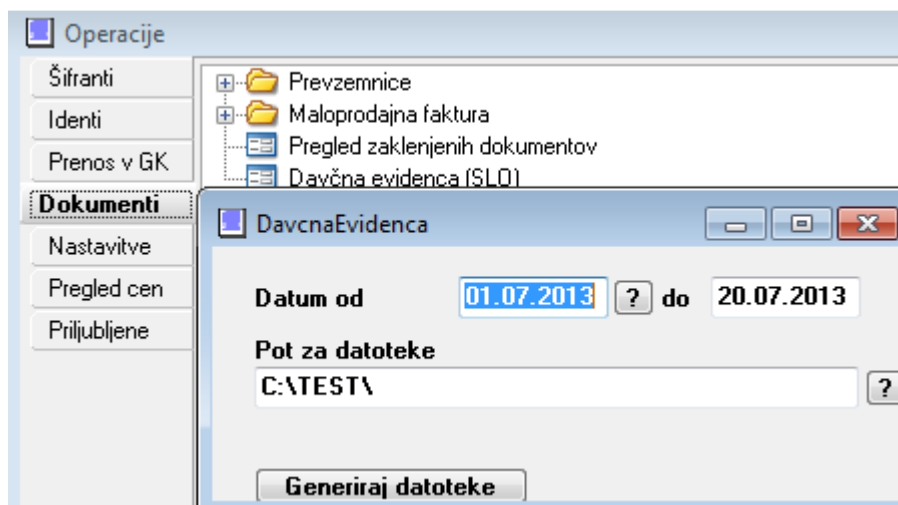 Operacije
Šifranti
Identi
Prenos v GK
Dokumenti
Nastavitve
Pregled cen
Priljubljene
Prevzemnice
Maloprodajna faktura
Pregled zaklenjenih dokumentov
Davčna evidenca (SLO)
DavcnaEvidenca
Datum od 01.07.2013 ? do 20.07.2013
Pot za datoteke
C:\TEST\ ?
Generiraj datoteke